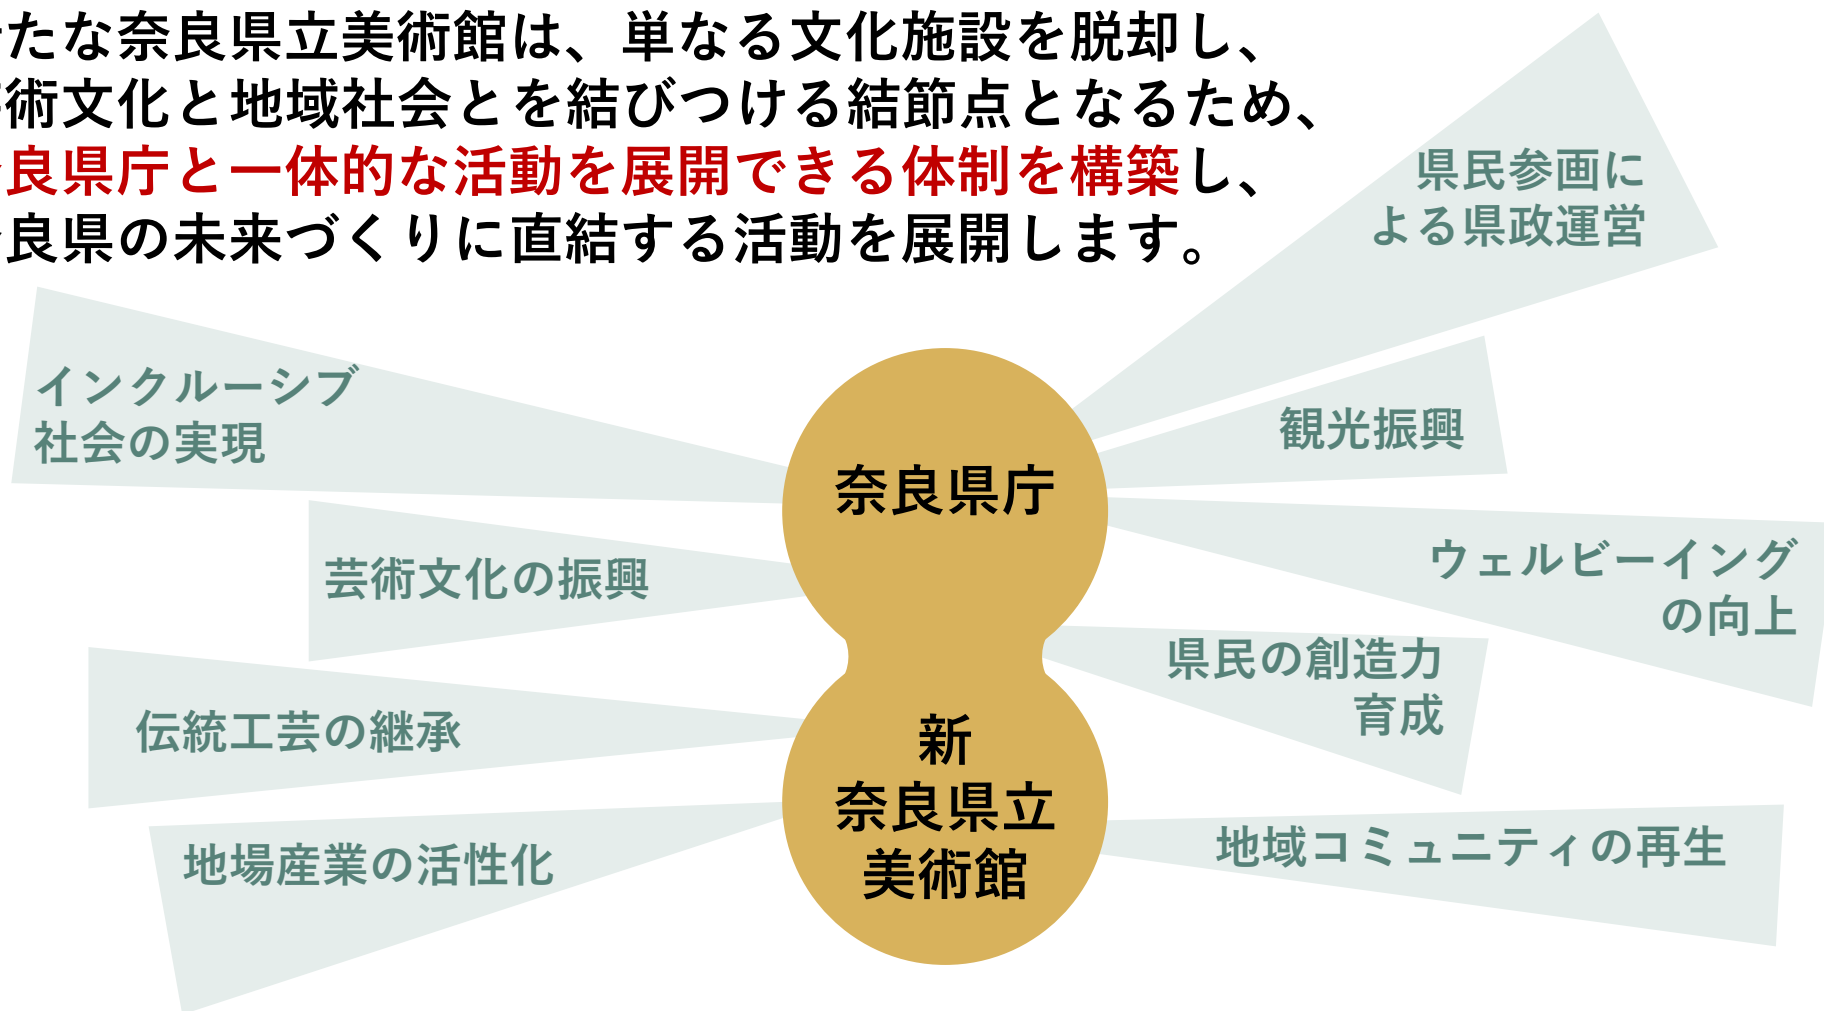 たな奈良県立美術館は、単なる文化施設を脱却し、
術文化と地域社会とを結びつける結節点となるため、
良県庁と一体的な活動を展開できる体制を構築し、
良県の未来づくりに直結する活動を展開します。
県民参画に
よる県政運営
インクルーシブ
社会の実現
観光振興
奈良県庁
ウェルビーイング
の向上
芸術文化の振興
県民の創造力
育成
伝統工芸の継承
新
奈良県立
美術館
地域コミュニティの再生
地場産業の活性化